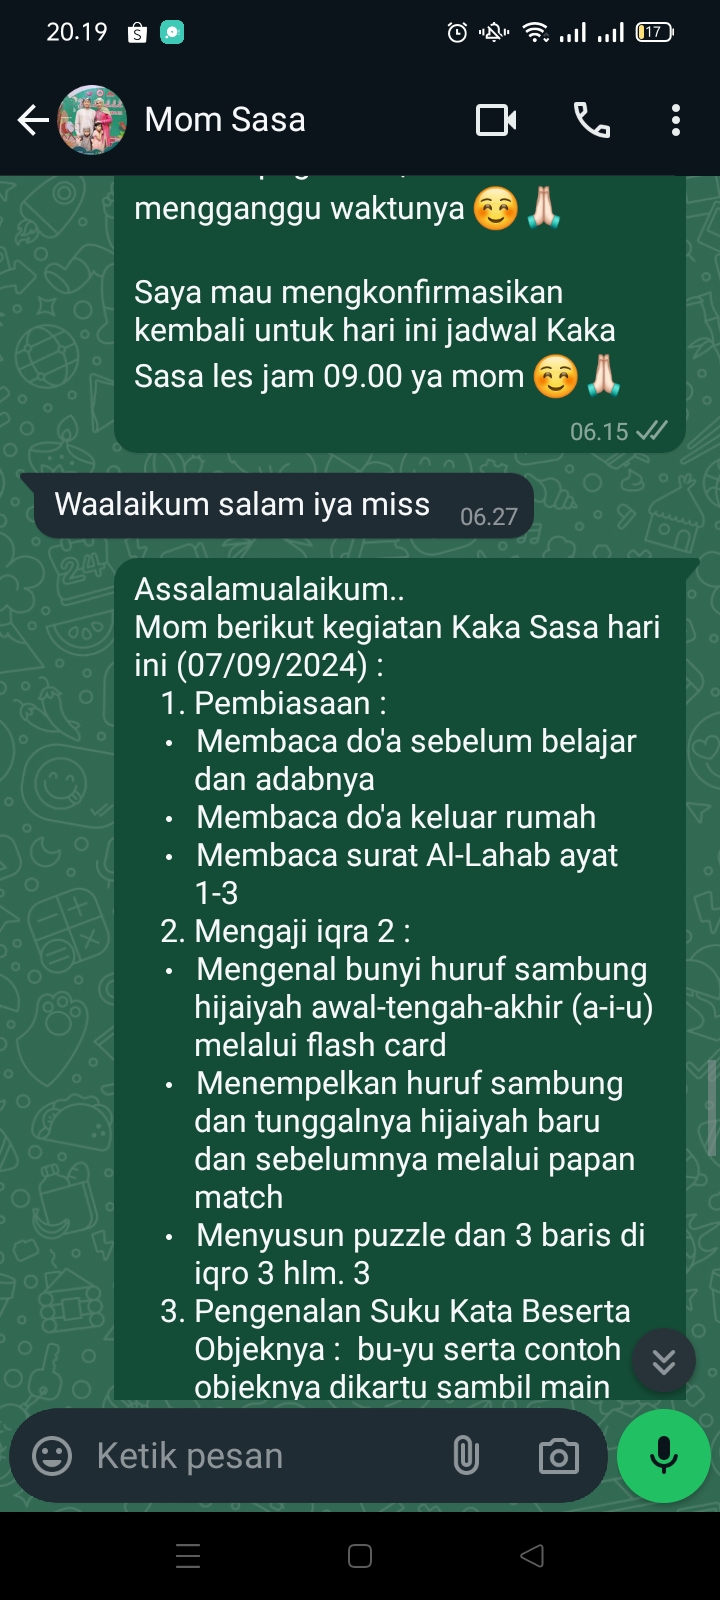 20.19
17
Mom Sasa
mengganggu waktunya ☺️🙏🏻
Saya mau mengkonfirmasikan
kembali untuk hari ini jadwal Kaka
Sasa les jam 09.00 ya mom ☺️🙏🏻
06.15
Waalaikum salam iya miss
06.27
Assalamualaikum..
Mom berikut kegiatan Kaka Sasa hari
ini (07/09/2024) :
1. Pembiasaan :
• Membaca do'a sebelum belajar
dan adabnya
• Membaca do'a keluar rumah
• Membaca surat Al-Lahab ayat
1-3
2. Mengaji iqra 2 :
• Mengenal bunyi huruf sambung
hijaiyah awal-tengah-akhir (a-i-u)
melalui flash card
• Menempelkan huruf sambung
dan tunggalnya hijaiyah baru
dan sebelumnya melalui papan
match
• Menyusun puzzle dan 3 baris di
iqro 3 hlm. 3
3. Pengenalan Suku Kata Beserta
Objeknya : bu-yu serta contoh
objeknya dikartu sambil main
Ketik pesan